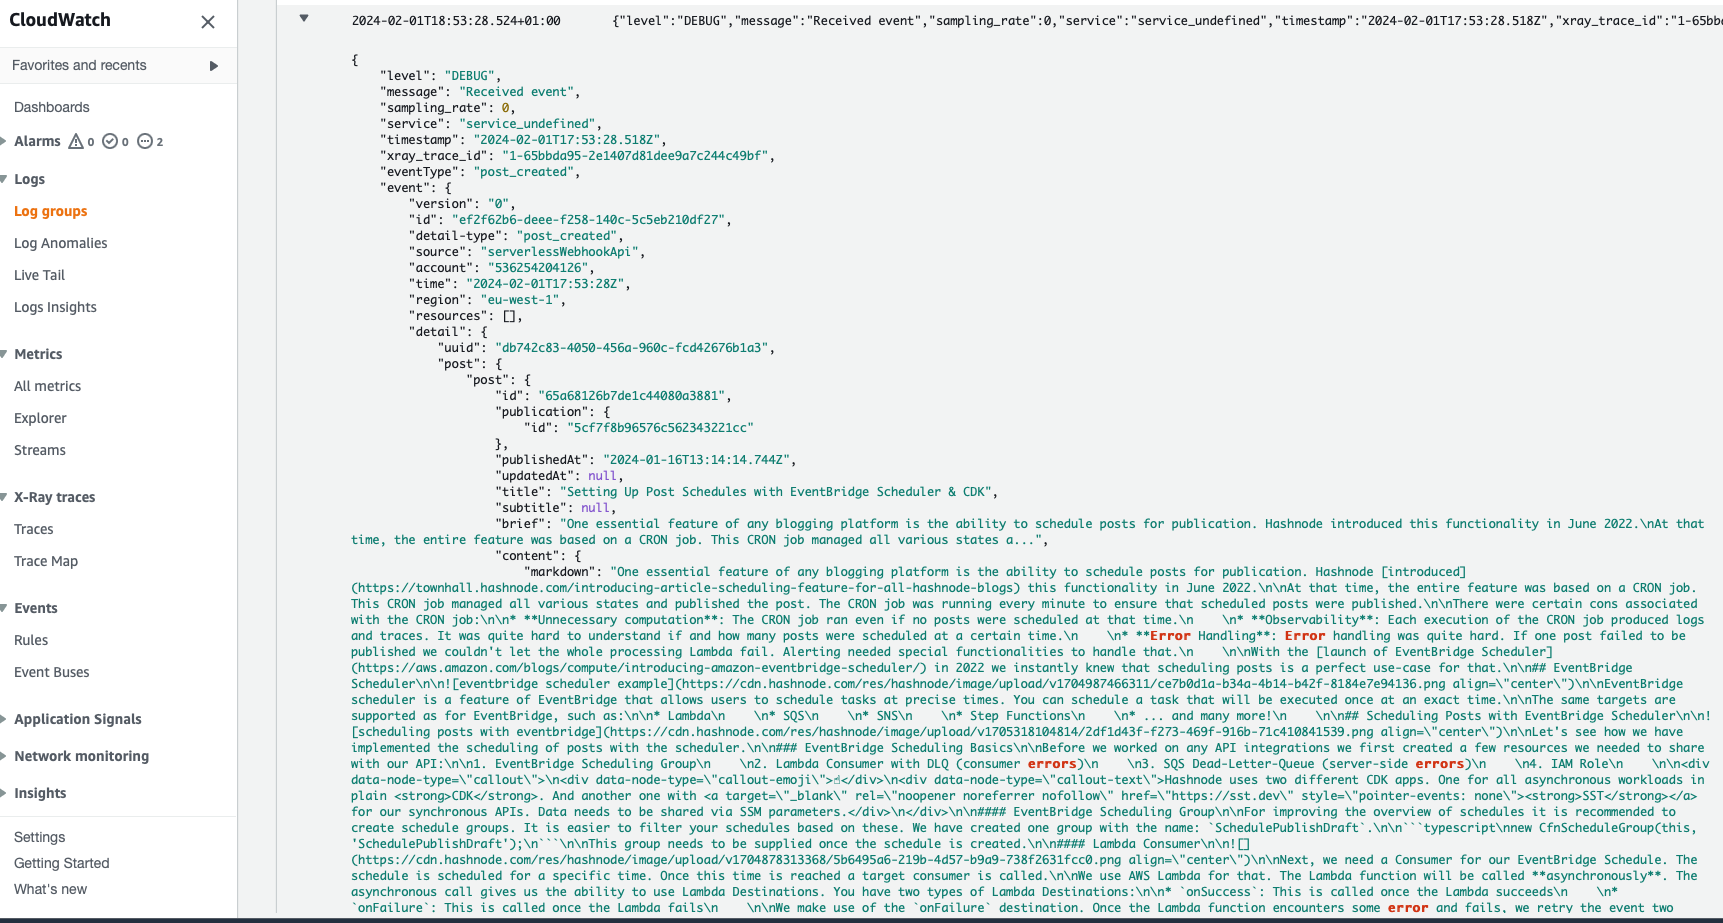 CloudWatch
Favorites and recents
Dashboards
Alarms 0 0 2
Logs
Log groups
Log Anomalies
Live Tail
Logs Insights
Metrics
All metrics
Explorer
Streams
X-Ray traces
Traces
Trace Map
Events
Rules
Event Buses
Application Signals
Network monitoring
Insights
Settings
Getting Started
What's new
2024-02-01T18:53:28.524+01:00 {"level":"DEBUG","message":"Received event","sampling_rate":0,"service":"service_undefined","timestamp":"2024-02-01T17:53:28.518Z","xray_trace_id":"1-65bbd
{
"level": "DEBUG",
"message": "Received event",
"sampling_rate": 0,
"service": "service_undefined",
"timestamp": "2024-02-01T17:53:28.518Z",
"xray_trace_id": "1-65bbda95-2e1407d81dee9a7c244c49bf",
"eventType": "post_created",
"event": {
"version": "0",
"id": "ef2f62b6-deee-f258-140c-5c5eb210df27",
"detail-type": "post_created",
"source": "serverlessWebhookApi",
"account": "536254204126",
"time": "2024-02-01T17:53:28Z",
"region": "eu-west-1",
"resources": [],
"detail": {
"uuid": "db742c83-4050-456a-960c-fcd42676b1a3",
"post": {
"post": {
"id": "65a68126b7de1c44080a3881",
"publication": {
"id": "5cf7f8b96576c562343221cc"
},
"publishedAt": "2024-01-16T13:14:14.744Z",
"updatedAt": null,
"title": "Setting Up Post Schedules with EventBridge Scheduler & CDK",
"subtitle": null,
"brief": "One essential feature of any blogging platform is the ability to schedule posts for publication. Hashnode introduced this functionality in June 2022.\nAt that
time, the entire feature was based on a CRON job. This CRON job managed all various states a...",
"content": {
"markdown": "One essential feature of any blogging platform is the ability to schedule posts for publication. Hashnode [introduced]
(https://townhall.hashnode.com/introducing-article-scheduling-feature-for-all-hashnode-blogs) this functionality in June 2022.\n\nAt that time, the entire feature was based on a CRON job.
This CRON job managed all various states and published the post. The CRON job was running every minute to ensure that scheduled posts were published.\n\nThere were certain cons associated
with the CRON job:\n\n* **Unnecessary computation**: The CRON job ran even if no posts were scheduled at that time.\n    \n* **Observability**: Each execution of the CRON job produced logs
and traces. It was quite hard to understand if and how many posts were scheduled at a certain time.\n    \n* **Error Handling**: Error handling was quite hard. If one post failed to be
published we couldn't let the whole processing Lambda fail. Alerting needed special functionalities to handle that.\n    \n\nWith the [launch of EventBridge Scheduler]
(https://aws.amazon.com/blogs/compute/introducing-amazon-eventbridge-scheduler/) in 2022 we instantly knew that scheduling posts is a perfect use-case for that.\n\n## EventBridge
Scheduler\n\n![eventbridge scheduler example](https://cdn.hashnode.com/res/hashnode/image/upload/v1704987466311/ce7b0d1a-b34a-4b14-b42f-8184e7e94136.png align=\"center\")\n\nEventBridge
scheduler is a feature of EventBridge that allows users to schedule tasks at precise times. You can schedule a task that will be executed once at an exact time.\n\nThe same targets are
supported as for EventBridge, such as:\n\n* Lambda\n    \n* SQS\n    \n* SNS\n    \n* Step Functions\n    \n* ... and many more!\n    \n\n## Scheduling Posts with EventBridge Scheduler\n\n!
[scheduling posts with eventbridge](https://cdn.hashnode.com/res/hashnode/image/upload/v1705318104814/2df1d43f-f273-469f-916b-71c410841539.png align=\"center\")\n\nLet's see how we have
implemented the scheduling of posts with the scheduler.\n\n### EventBridge Scheduling Basics\n\nBefore we worked on any API integrations we first created a few resources we needed to share
with our API:\n\n1. EventBridge Scheduling Group\n    \n2. Lambda Consumer with DLQ (consumer errors)\n    \n3. SQS Dead-Letter-Queue (server-side errors)\n    \n4. IAM Role\n    \n\n<div
data-node-type=\"callout\">\n<div data-node-type=\"callout-emoji\">☝</div>\n<div data-node-type=\"callout-text\">Hashnode uses two different CDK apps. One for all asynchronous workloads in
plain <strong>CDK</strong>. And another one with <a target=\"_blank\" rel=\"noopener noreferrer nofollow\" href=\"https://sst.dev\" style=\"pointer-events: none\"><strong>SST</strong></a>
for our synchronous APIs. Data needs to be shared via SSM parameters.</div>\n</div>\n\n#### EventBridge Scheduling Group\n\nFor improving the overview of schedules it is recommended to
create schedule groups. It is easier to filter your schedules based on these. We have created one group with the name: `SchedulePublishDraft`.\n\n```typescript\nnew CfnScheduleGroup(this,
'SchedulePublishDraft');\n```\n\nThis group needs to be supplied once the schedule is created.\n\n#### Lambda Consumer\n\n![]
(https://cdn.hashnode.com/res/hashnode/image/upload/v1704878313368/5b6495a6-219b-4d57-b9a9-738f2631fcc0.png align=\"center\")\n\nNext, we need a Consumer for our EventBridge Schedule. The
schedule is scheduled for a specific time. Once this time is reached a target consumer is called.\n\nWe use AWS Lambda for that. The Lambda function will be called **asynchronously**. The
asynchronous call gives us the ability to use Lambda Destinations. You have two types of Lambda Destinations:\n\n* `onSuccess`: This is called once the Lambda succeeds\n    \n*
`onFailure`: This is called once the Lambda fails\n    \n\nWe make use of the `onFailure` destination. Once the Lambda function encounters some error and fails, we retry the event two